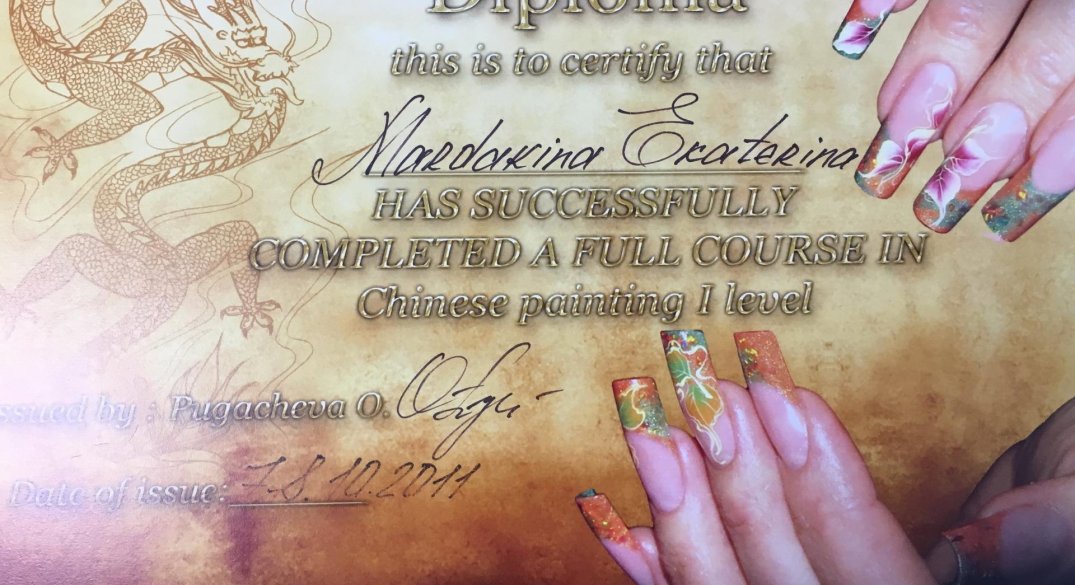 Diploma
this is to certify that
Mardakina Ekaterina
HAS SUCCESSFULLY
COMPLETED A FULL COURSE IN
Chinese painting I level
issued by : Pugacheva O.
Date of issue: 7-8.10.2011